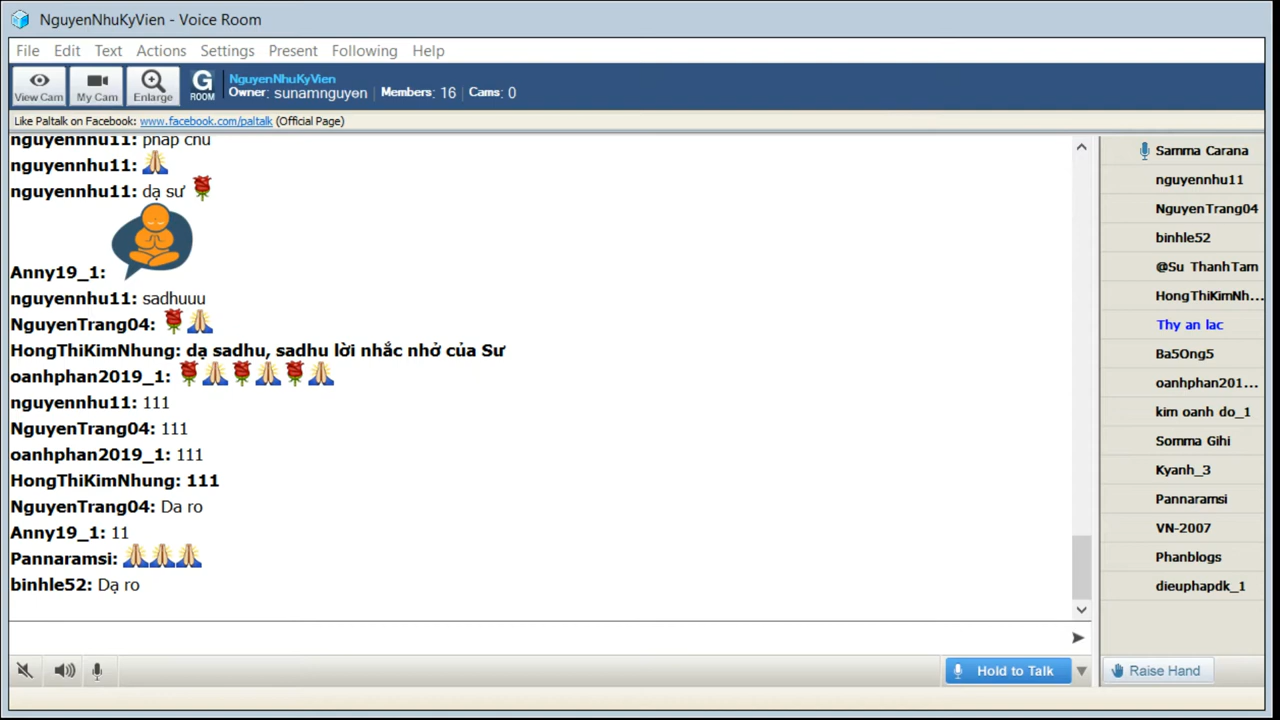 NguyenNhuKyVien - Voice Room
File Edit Text Actions Settings Present Following Help
View Cam My Cam Enlarge G ROOM NguyenNhuKyVien
Owner: sunamnguyen Members: 16 Cams: 0
Like Paltalk on Facebook: www.facebook.com/paltalk (Official Page)
nguyennhu11: pháp chủ
nguyennhu11:
nguyennhu11: dạ sư
Anny19_1:
nguyennhu11: sadhuuu
NguyenTrang04:
HongThiKimNhung: dạ sadhu, sadhu lời nhắc nhở của Sư
oanhphan2019_1:
nguyennhu11: 111
NguyenTrang04: 111
oanhphan2019_1: 111
HongThiKimNhung: 111
NguyenTrang04: Da ro
Anny19_1: 11
Pannaramsi:
binhle52: Dạ ro
Samma Carana
nguyennhu11
NguyenTrang04
binhle52
@Su ThanhTam
HongThiKimNh...
Thy an lac
Ba5Ong5
oanhphan201...
kim oanh do_1
Somma Gihi
Kyanh_3
Pannaramsi
VN-2007
Phanblogs
dieuphapdk_1
Hold to Talk
Raise Hand